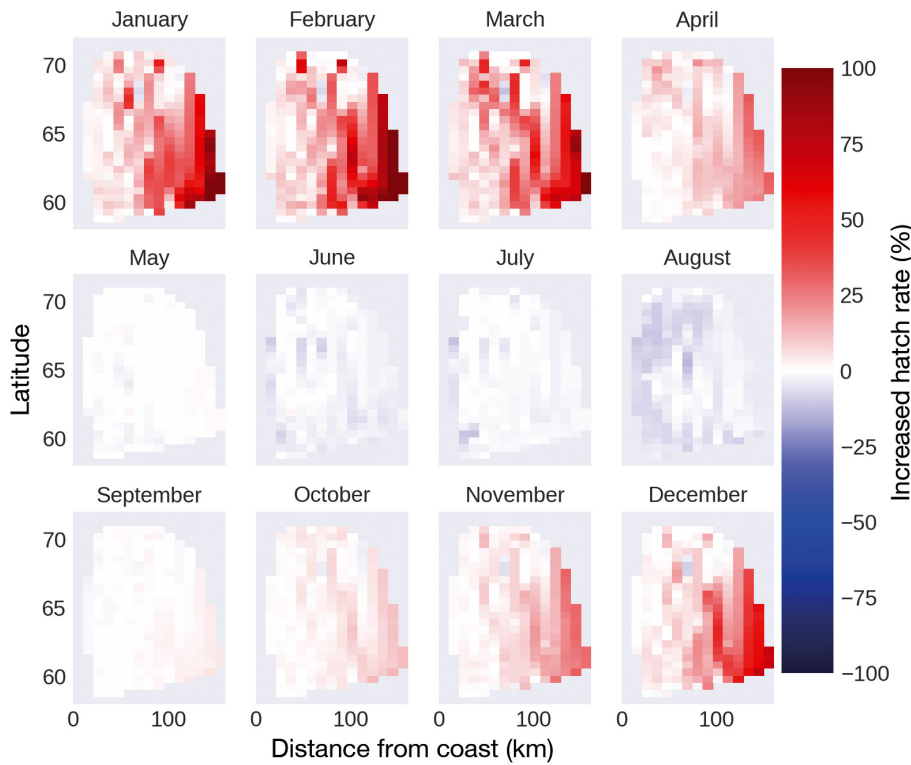 January February March April
70
65
60
100
75
50
25
0
−25
−50
−75
−100
Increased hatch rate (%)
May June July August
70
65
60
Latitude
September October November December
70
65
60
0 100 0 100 0 100 0 100
Distance from coast (km)